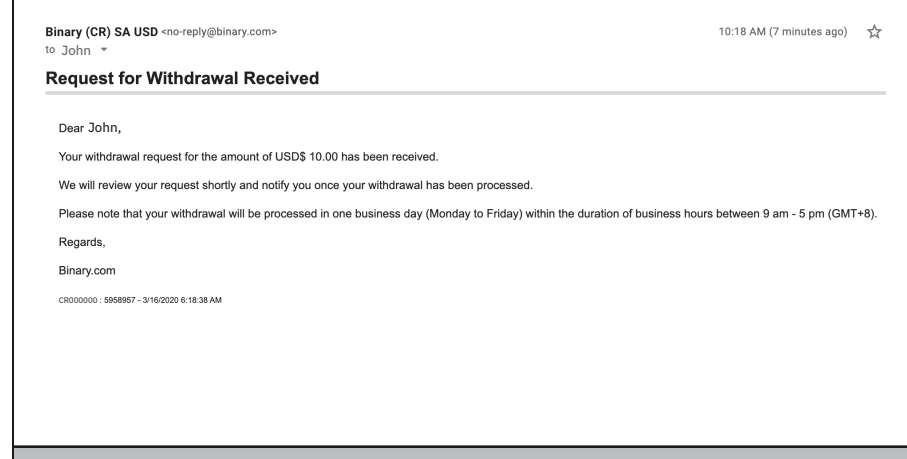 Binary (CR) SA USD <no-reply@binary.com>
10:18 AM (7 minutes ago)
to John
Request for Withdrawal Received
Dear John,
Your withdrawal request for the amount of USD$ 10.00 has been received.
We will review your request shortly and notify you once your withdrawal has been processed.
Please note that your withdrawal will be processed in one business day (Monday to Friday) within the duration of business hours between 9 am - 5 pm (GMT+8).
Regards,
Binary.com
CR000000 : 5958957 - 3/16/2020 6:18:38 AM